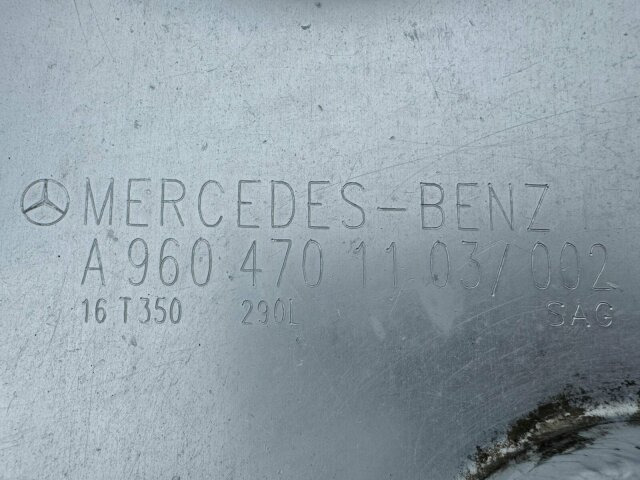 MERCEDES-BENZ
A 960 470 11 03/002
16 T350 290L SAG